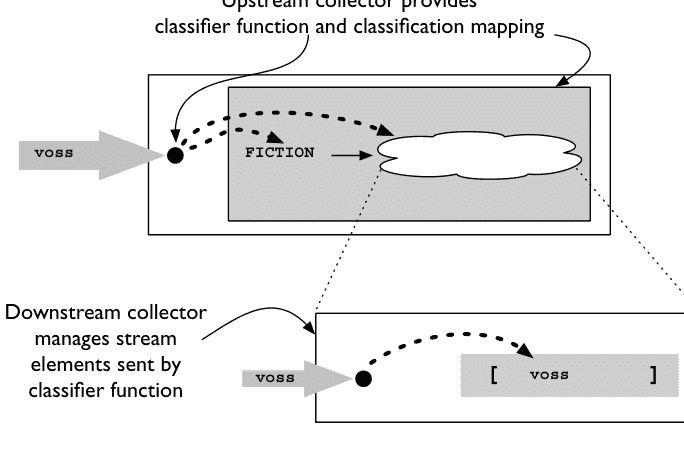 Upstream collector provides
classifier function and classification mapping
voss
FICTION
Downstream collector
manages stream
elements sent by
classifier function
voss
[ voss ]